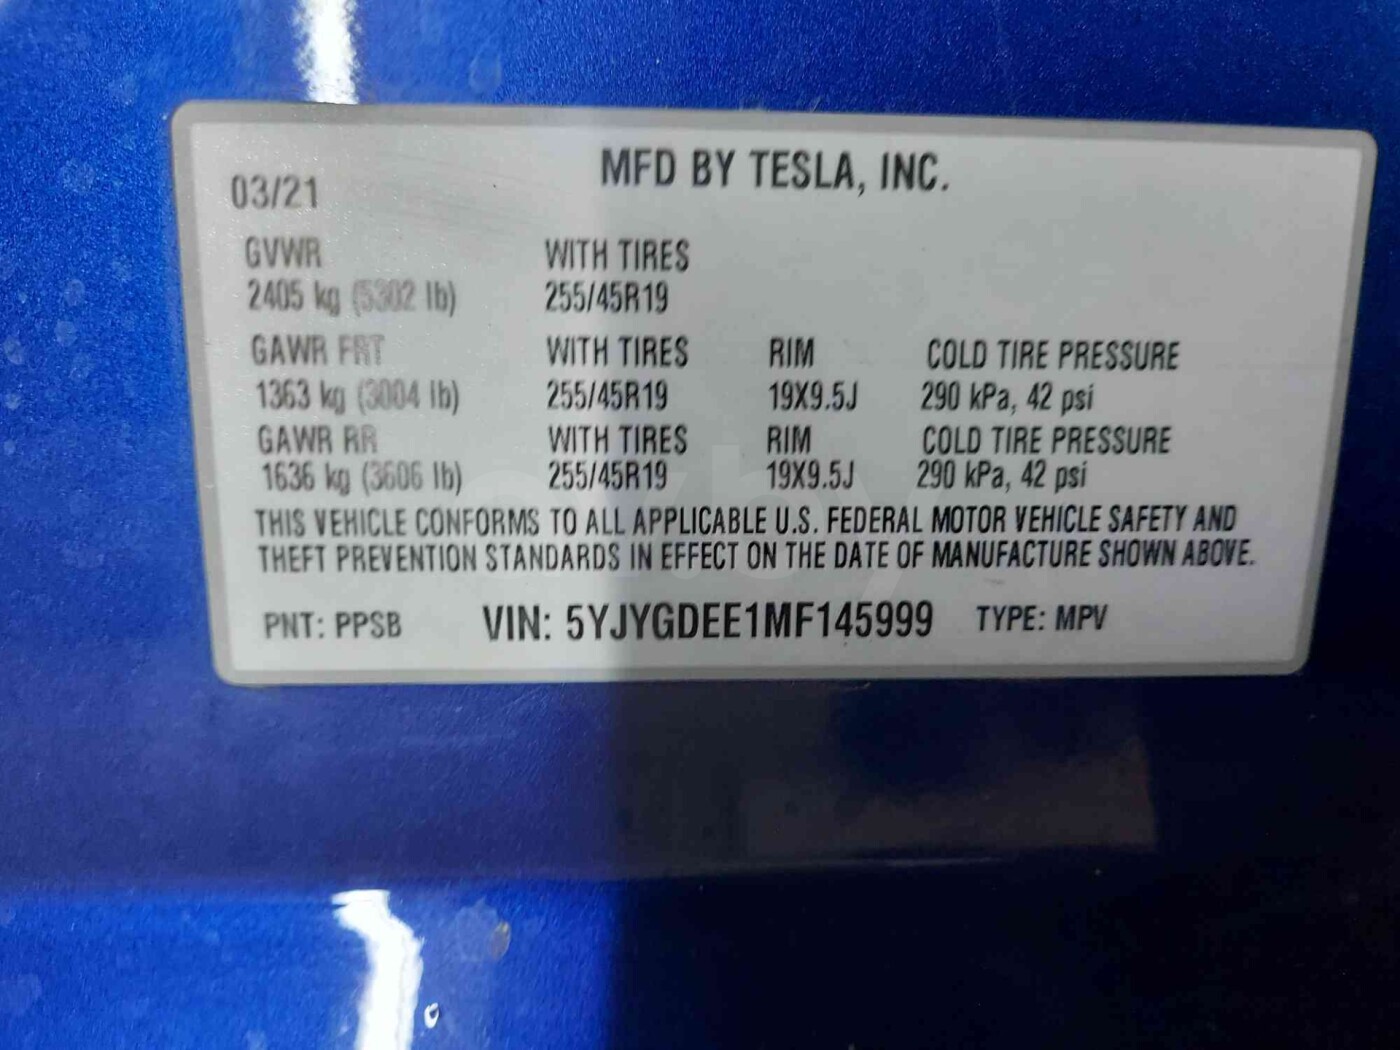 MFD BY TESLA, INC.
03/21
GVWR WITH TIRES
2405 kg (5302 lb) 255/45R19
GAWR FRT WITH TIRES RIM COLD TIRE PRESSURE
1363 kg (3004 lb) 255/45R19 19X9.5J 290 kPa, 42 psi
GAWR RR WITH TIRES RIM COLD TIRE PRESSURE
1636 kg (3606 lb) 255/45R19 19X9.5J 290 kPa, 42 psi
THIS VEHICLE CONFORMS TO ALL APPLICABLE U.S. FEDERAL MOTOR VEHICLE SAFETY AND
THEFT PREVENTION STANDARDS IN EFFECT ON THE DATE OF MANUFACTURE SHOWN ABOVE.
PNT: PPSB VIN: 5YJYGDEE1MF145999 TYPE: MPV